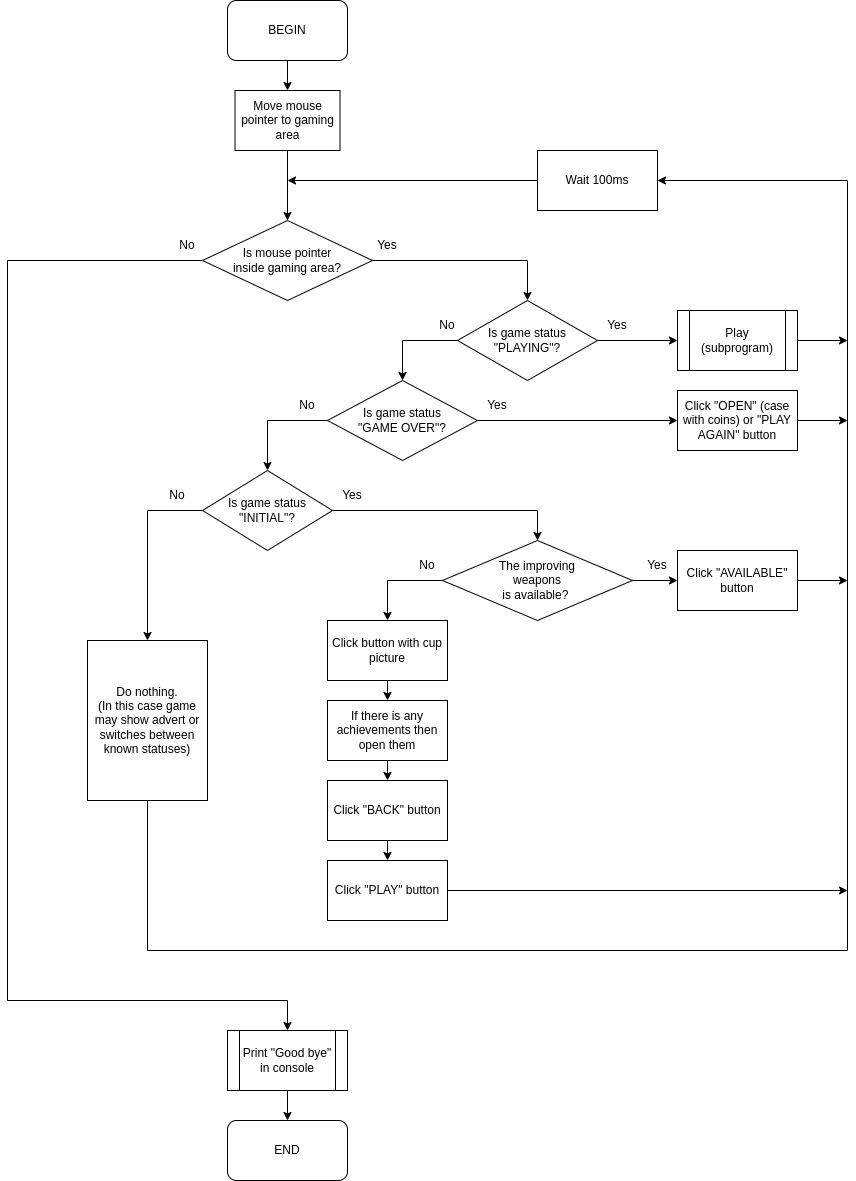 BEGIN
Move mouse
pointer to gaming
area
Wait 100ms
No
Yes
Is mouse pointer
inside gaming area?
No
Yes
Is game status
"PLAYING"?
Play
(subprogram)
No
Yes
Is game status
"GAME OVER"?
Click "OPEN" (case
with coins) or "PLAY
AGAIN" button
No
Yes
Is game status
"INITIAL"?
No
Yes
The improving
weapons
is available?
Click "AVAILABLE"
button
Click button with cup
picture
Do nothing.
(In this case game
may show advert or
switches between
known statuses)
If there is any
achievements then
open them
Click "BACK" button
Click "PLAY" button
Print "Good bye"
in console
END